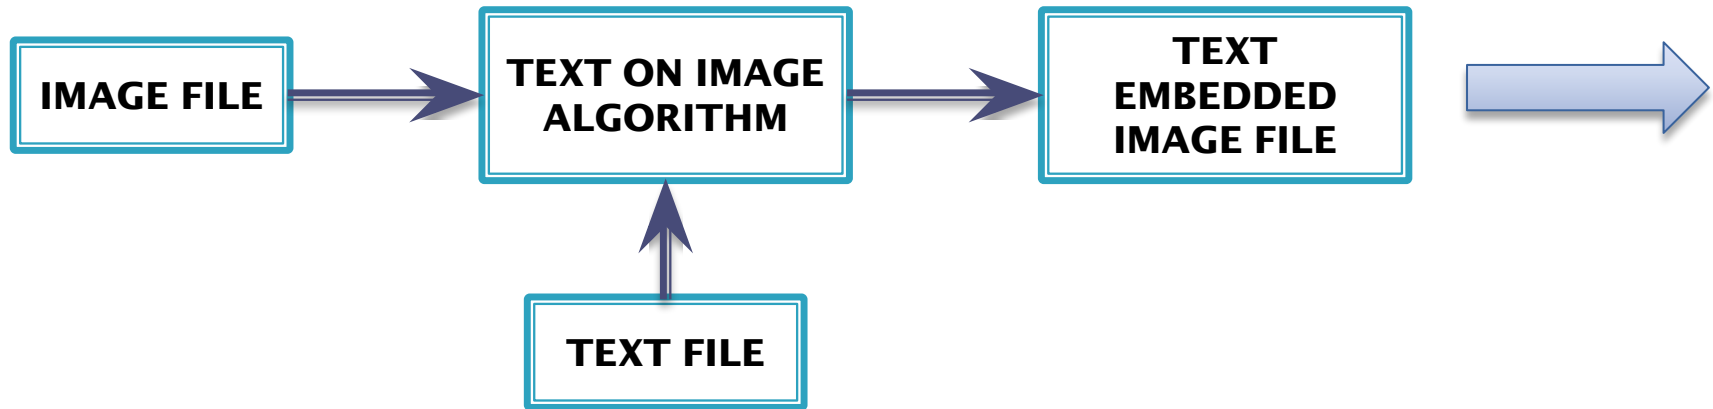 IMAGE FILE
TEXT ON IMAGE
ALGORITHM
TEXT
EMBEDDED
IMAGE FILE
TEXT FILE